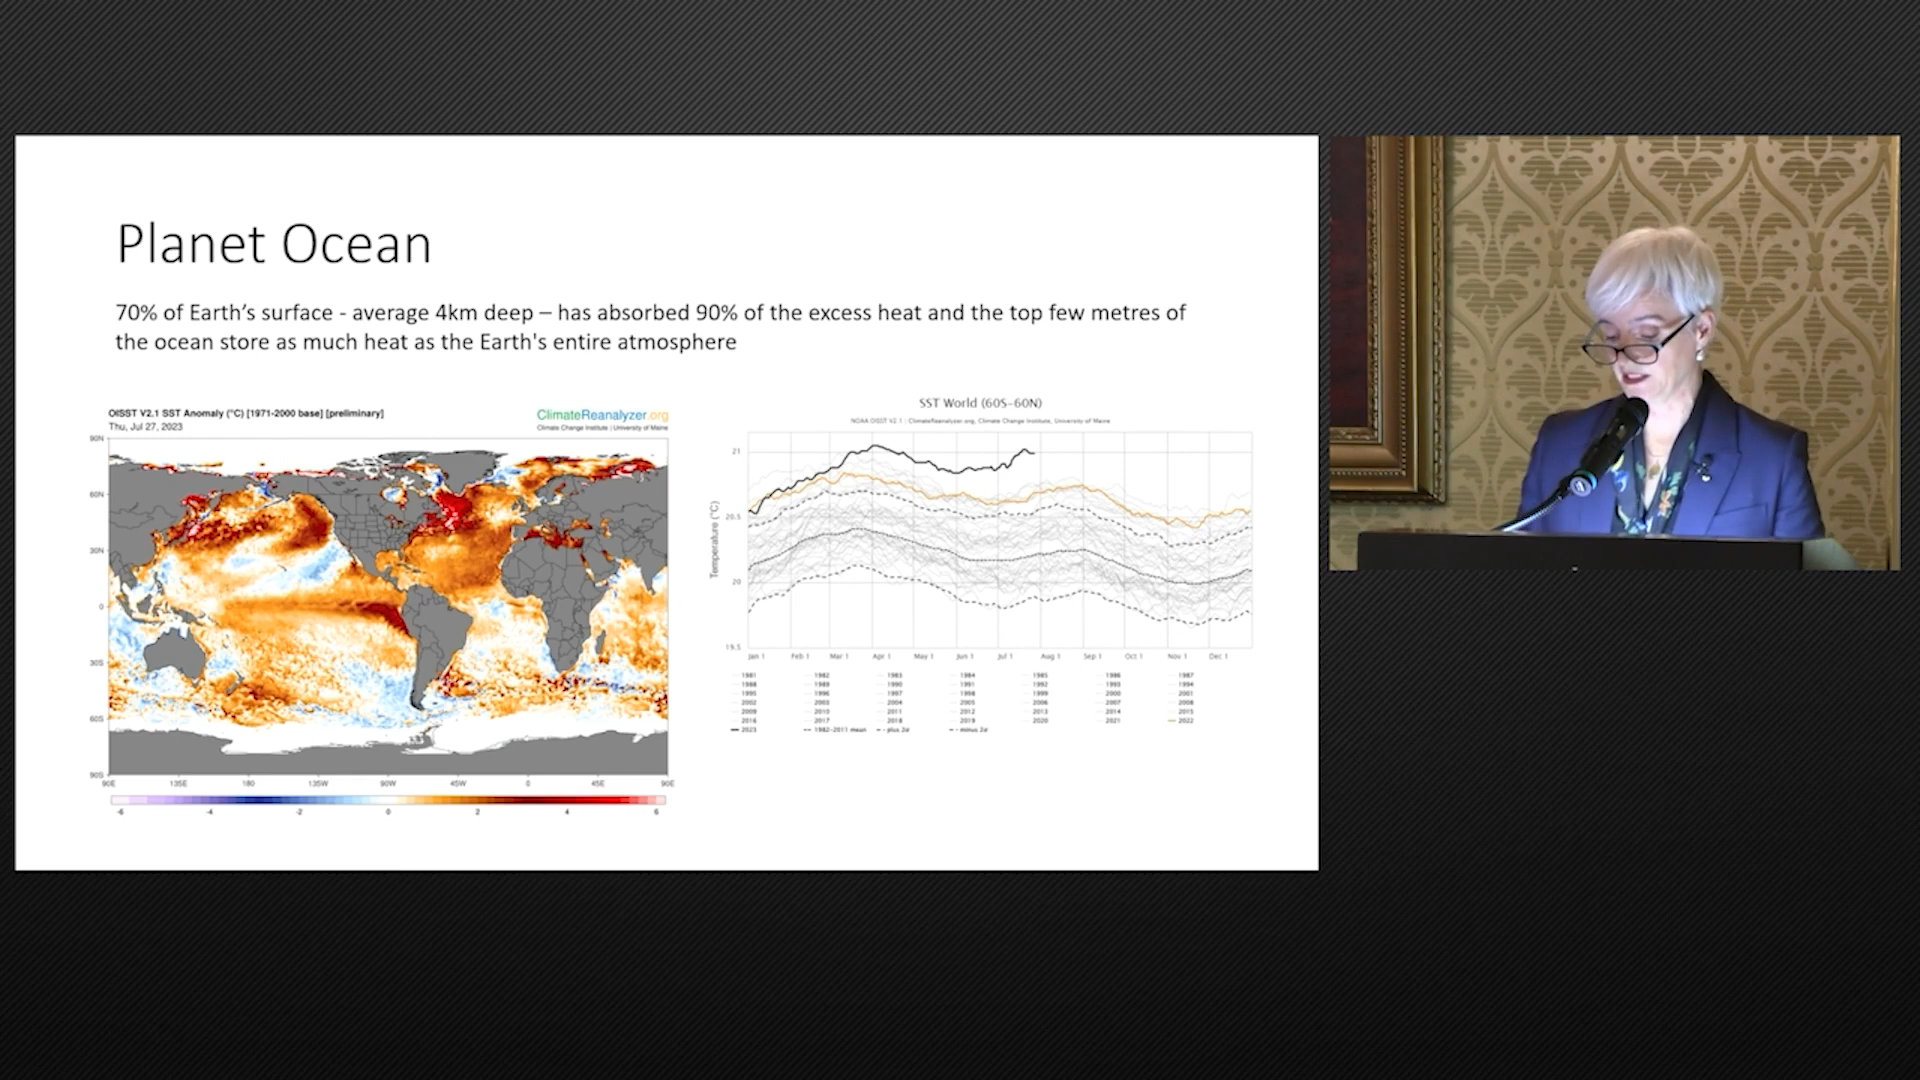 Planet Ocean
70% of Earth’s surface - average 4km deep – has absorbed 90% of the excess heat and the top few metres of
the ocean store as much heat as the Earth's entire atmosphere
OISST V2.1 SST Anomaly (°C) [1971-2000 base] [preliminary]
Thu, Jul 27, 2023
ClimateReanalyzer.org
Climate Change Institute | University of Maine
90N
60N
30N
0
30S
60S
90S
90E 135E 180 135W 90W 45W 0 45E 90E
-6 -4 -2 0 2 4 6
SST World (60S–60N)
NOAA OISST V2.1 | ClimateReanalyzer.org, Climate Change Institute, University of Maine
Temperature (°C)
21
20.5
20
19.5
Jan 1 Feb 1 Mar 1 Apr 1 May 1 Jun 1 Jul 1 Aug 1 Sep 1 Oct 1 Nov 1 Dec 1
1981 1982 1983 1984 1985 1986 1987
1988 1989 1990 1991 1992 1993 1994
1995 1996 1997 1998 1999 2000 2001
2002 2003 2004 2005 2006 2007 2008
2009 2010 2011 2012 2013 2014 2015
2016 2017 2018 2019 2020 2021 2022
2023 1982-2011 mean plus 2σ minus 2σ